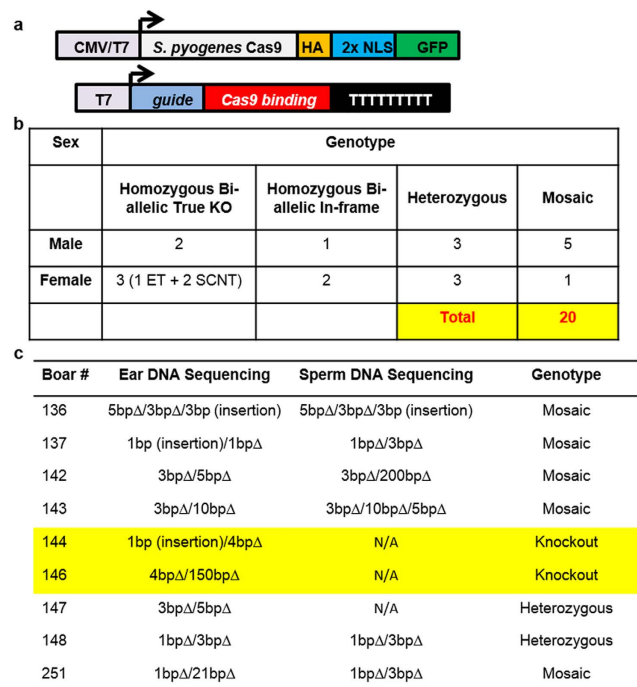 a
CMV/T7 S. pyogenes Cas9 HA 2x NLS GFP
T7 guide Cas9 binding TTTTTTTTT
b
Sex Genotype
Homozygous Bi-allelic True KO Homozygous Bi-allelic In-frame Heterozygous Mosaic
Male 2 1 3 5
Female 3 (1 ET + 2 SCNT) 2 3 1
Total 20
c
Boar # Ear DNA Sequencing Sperm DNA Sequencing Genotype
136 5bpΔ/3bpΔ/3bp (insertion) 5bpΔ/3bpΔ/3bp (insertion) Mosaic
137 1bp (insertion)/1bpΔ 1bpΔ/3bpΔ Mosaic
142 3bpΔ/5bpΔ 3bpΔ/200bpΔ Mosaic
143 3bpΔ/10bpΔ 3bpΔ/10bpΔ/5bpΔ Mosaic
144 1bp (insertion)/4bpΔ N/A Knockout
146 4bpΔ/150bpΔ N/A Knockout
147 3bpΔ/5bpΔ N/A Heterozygous
148 1bpΔ/3bpΔ 1bpΔ/3bpΔ Heterozygous
251 1bpΔ/21bpΔ 1bpΔ/3bpΔ Mosaic